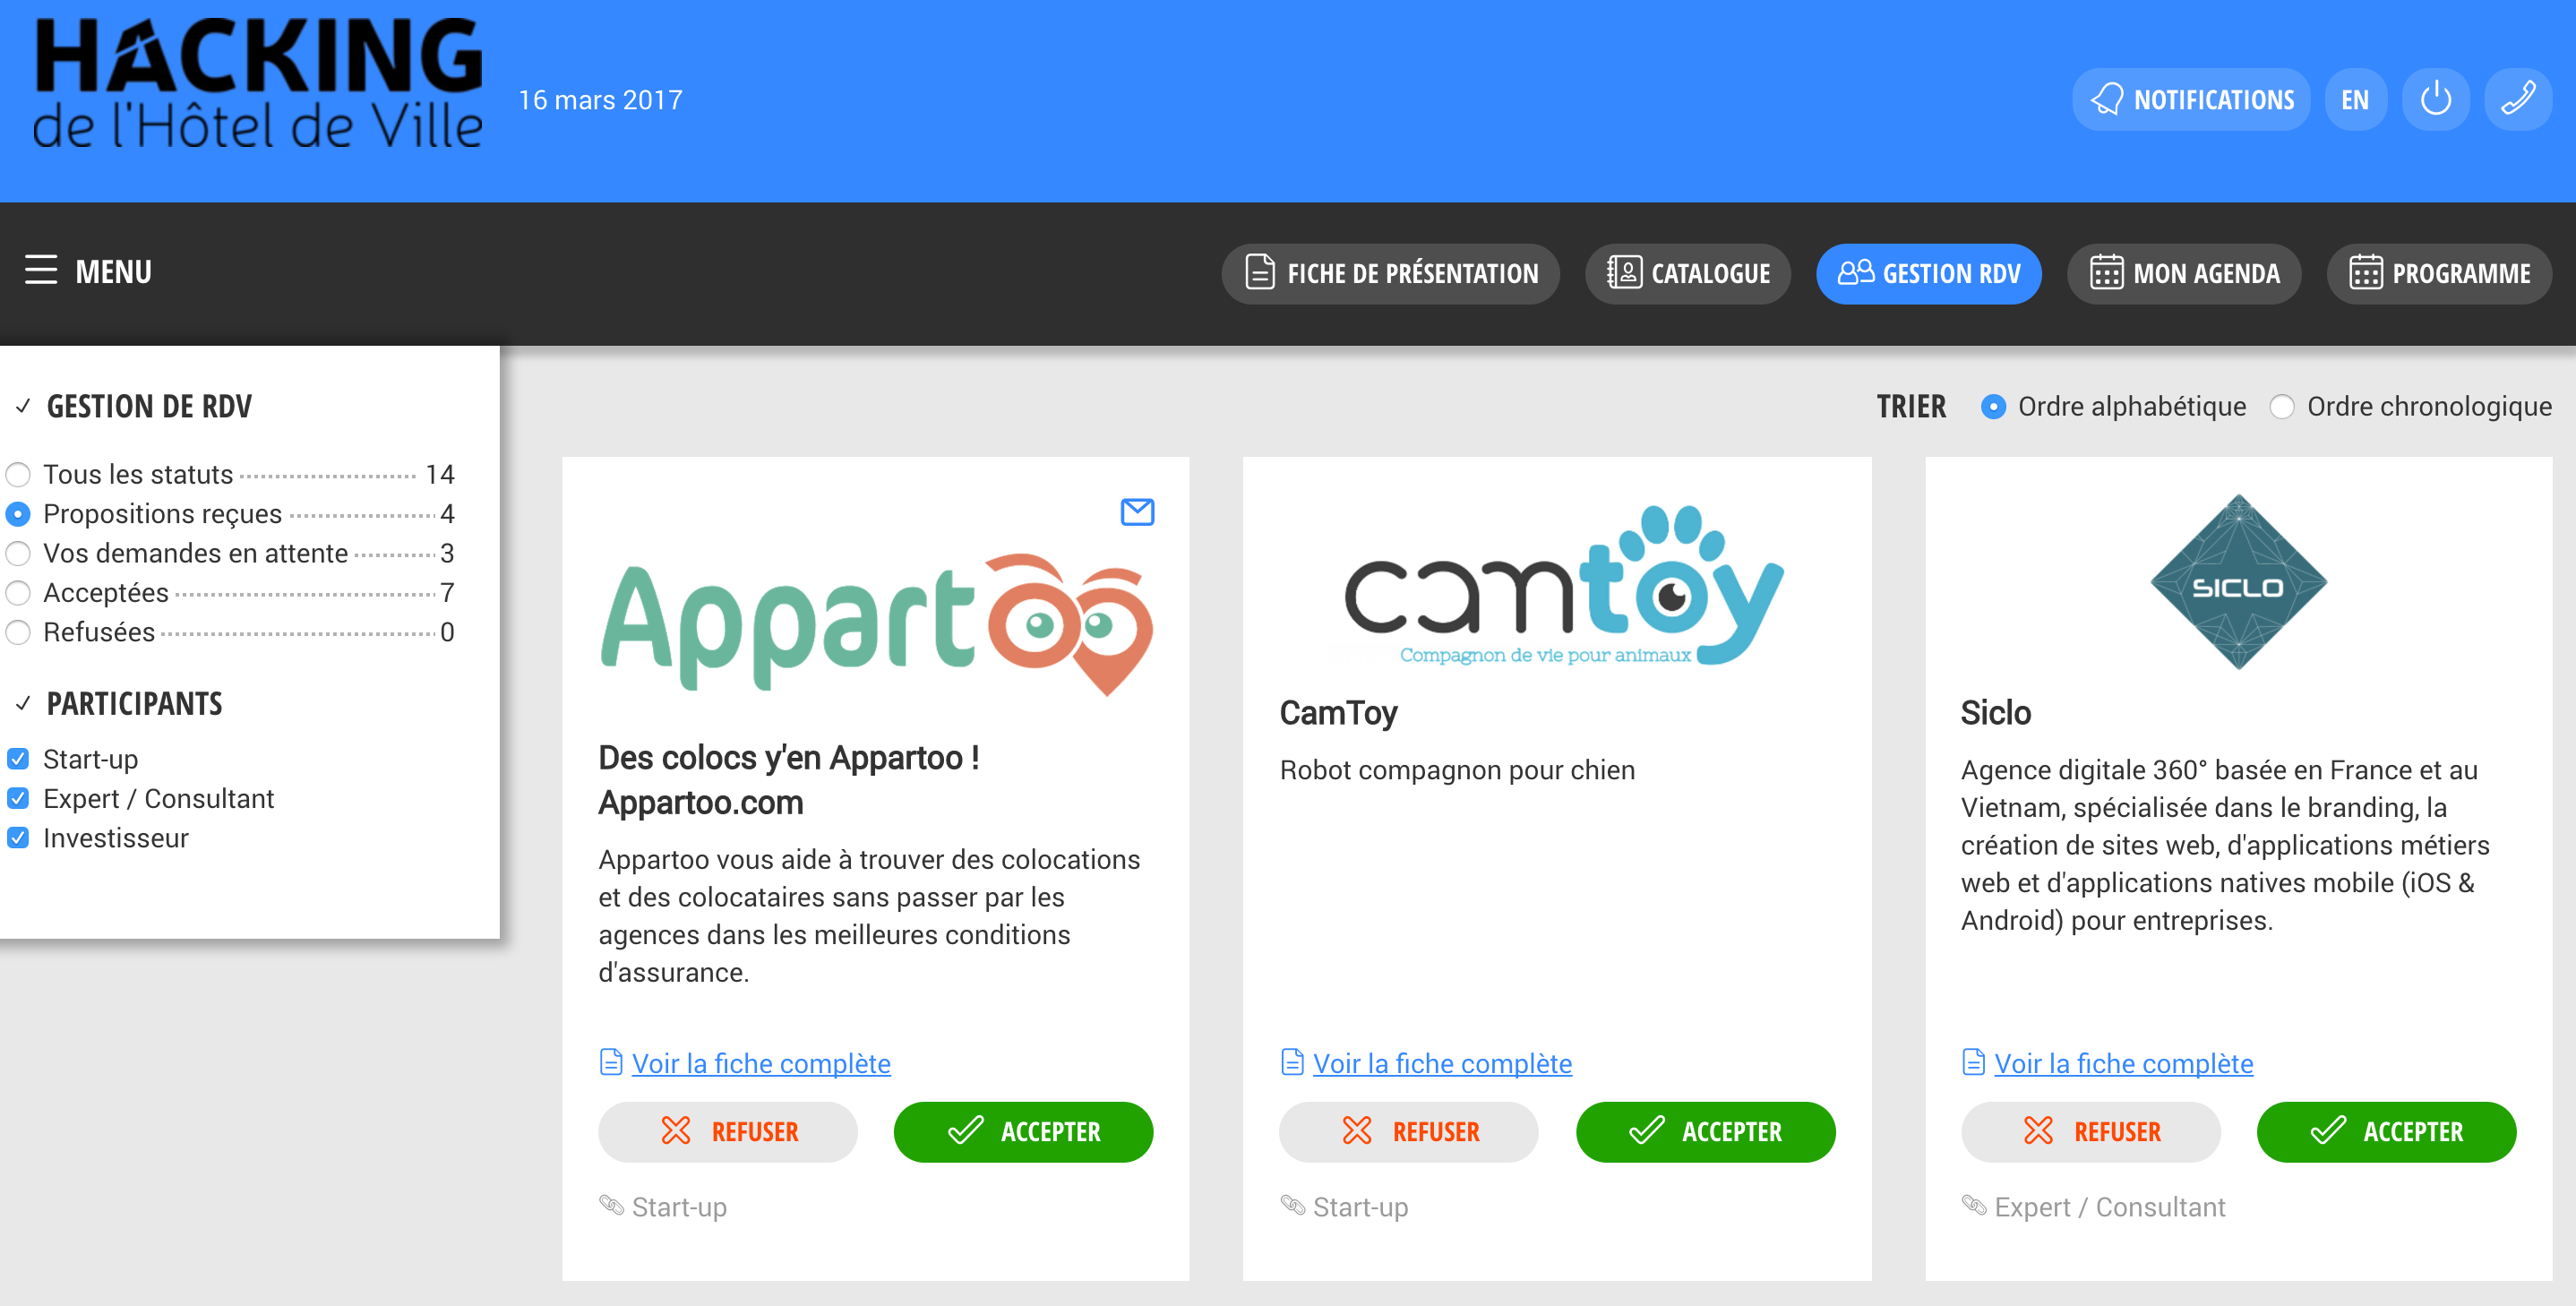 HACKING
de l'Hôtel de Ville
16 mars 2017
NOTIFICATIONS
EN
MENU
FICHE DE PRÉSENTATION
CATALOGUE
GESTION RDV
MON AGENDA
PROGRAMME
GESTION DE RDV
Tous les statuts 14
Propositions reçues 4
Vos demandes en attente 3
Acceptées 7
Refusées 0
PARTICIPANTS
Start-up
Expert / Consultant
Investisseur
TRIER Ordre alphabétique Ordre chronologique
Appartoo
Des colocs y'en Appartoo !
Appartoo.com
Appartoo vous aide à trouver des colocations
et des colocataires sans passer par les
agences dans les meilleures conditions
d'assurance.
Voir la fiche complète
REFUSER
ACCEPTER
Start-up
camtoy
Compagnon de vie pour animaux
CamToy
Robot compagnon pour chien
Voir la fiche complète
REFUSER
ACCEPTER
Start-up
SICLO
Siclo
Agence digitale 360° basée en France et au
Vietnam, spécialisée dans le branding, la
création de sites web, d'applications métiers
web et d'applications natives mobile (iOS &
Android) pour entreprises.
Voir la fiche complète
REFUSER
ACCEPTER
Expert / Consultant